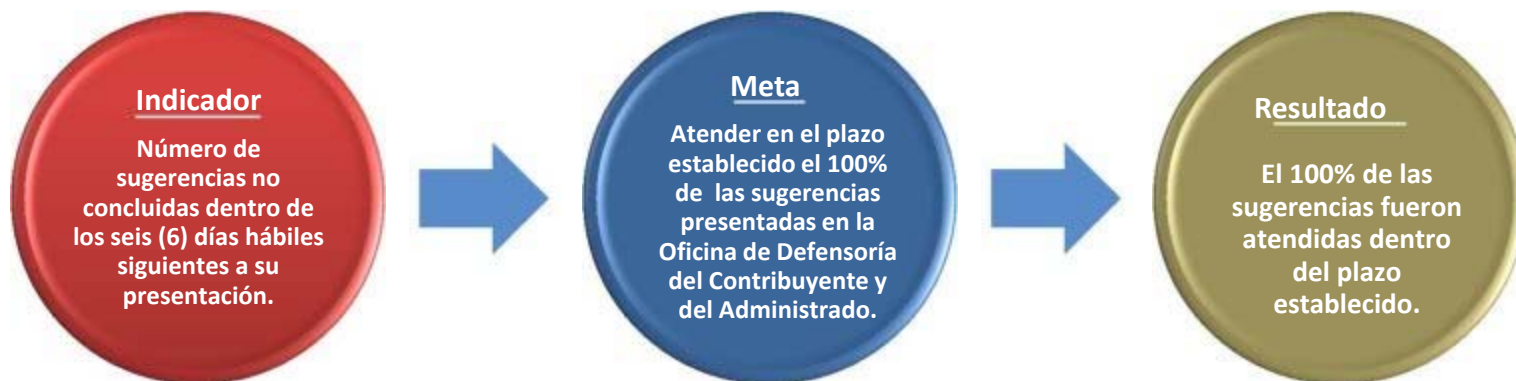 Indicador
Número de
sugerencias no
concluidas dentro de
los seis (6) días hábiles
siguientes a su
presentación.
Meta
Atender en el plazo
establecido el 100%
de las sugerencias
presentadas en la
Oficina de Defensoría
del Contribuyente y
del Administrado.
Resultado
El 100% de las
sugerencias fueron
atendidas dentro
del plazo
establecido.